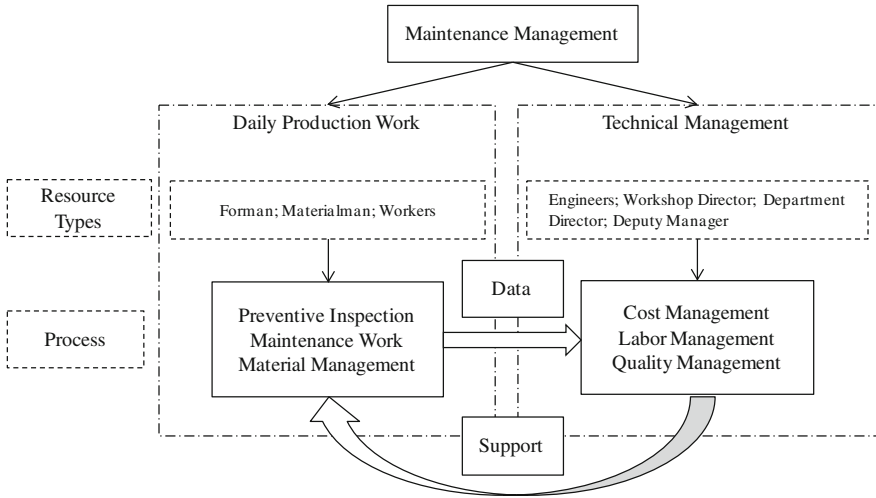 Maintenance Management
Daily Production Work
Technical Management
Resource
Types
Forman; Materialman; Workers
Engineers; Workshop Director; Department
Director; Deputy Manager
Data
Process
Preventive Inspection
Maintenance Work
Material Management
Cost Management
Labor Management
Quality Management
Support